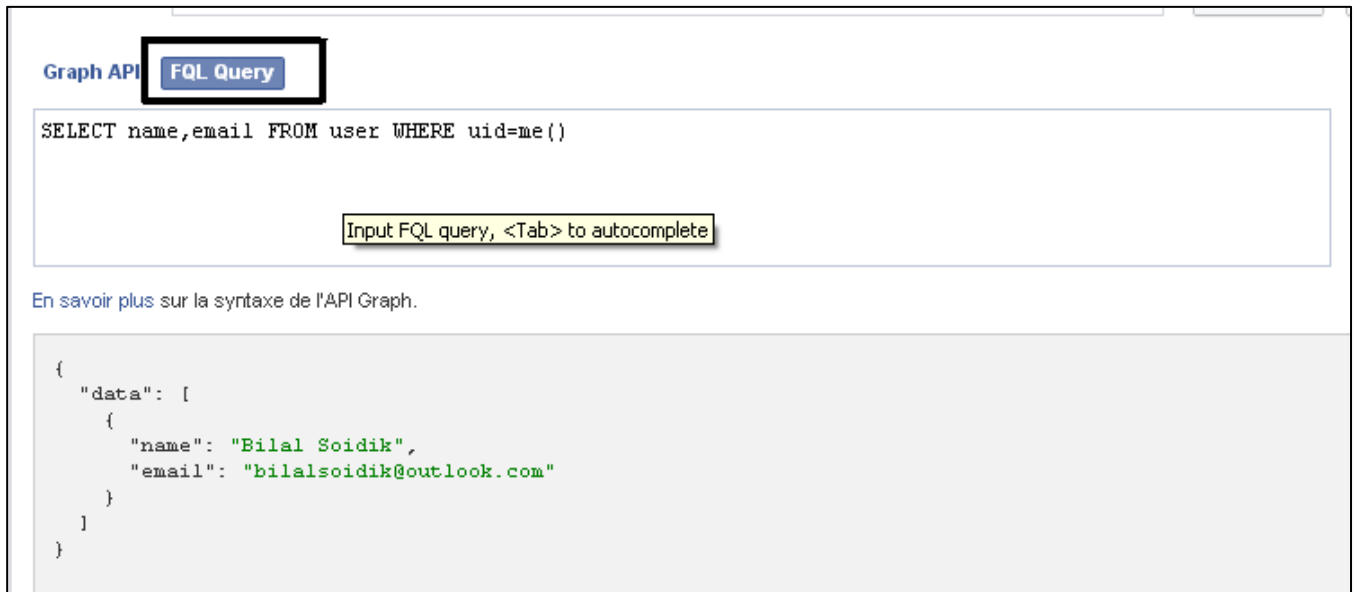 Graph API FQL Query
SELECT name,email FROM user WHERE uid=me()
Input FQL query, <Tab> to autocomplete
En savoir plus sur la syntaxe de l'API Graph.
{
"data": [
{
"name": "Bilal Soidik",
"email": "bilalsoidik@outlook.com"
}
]
}